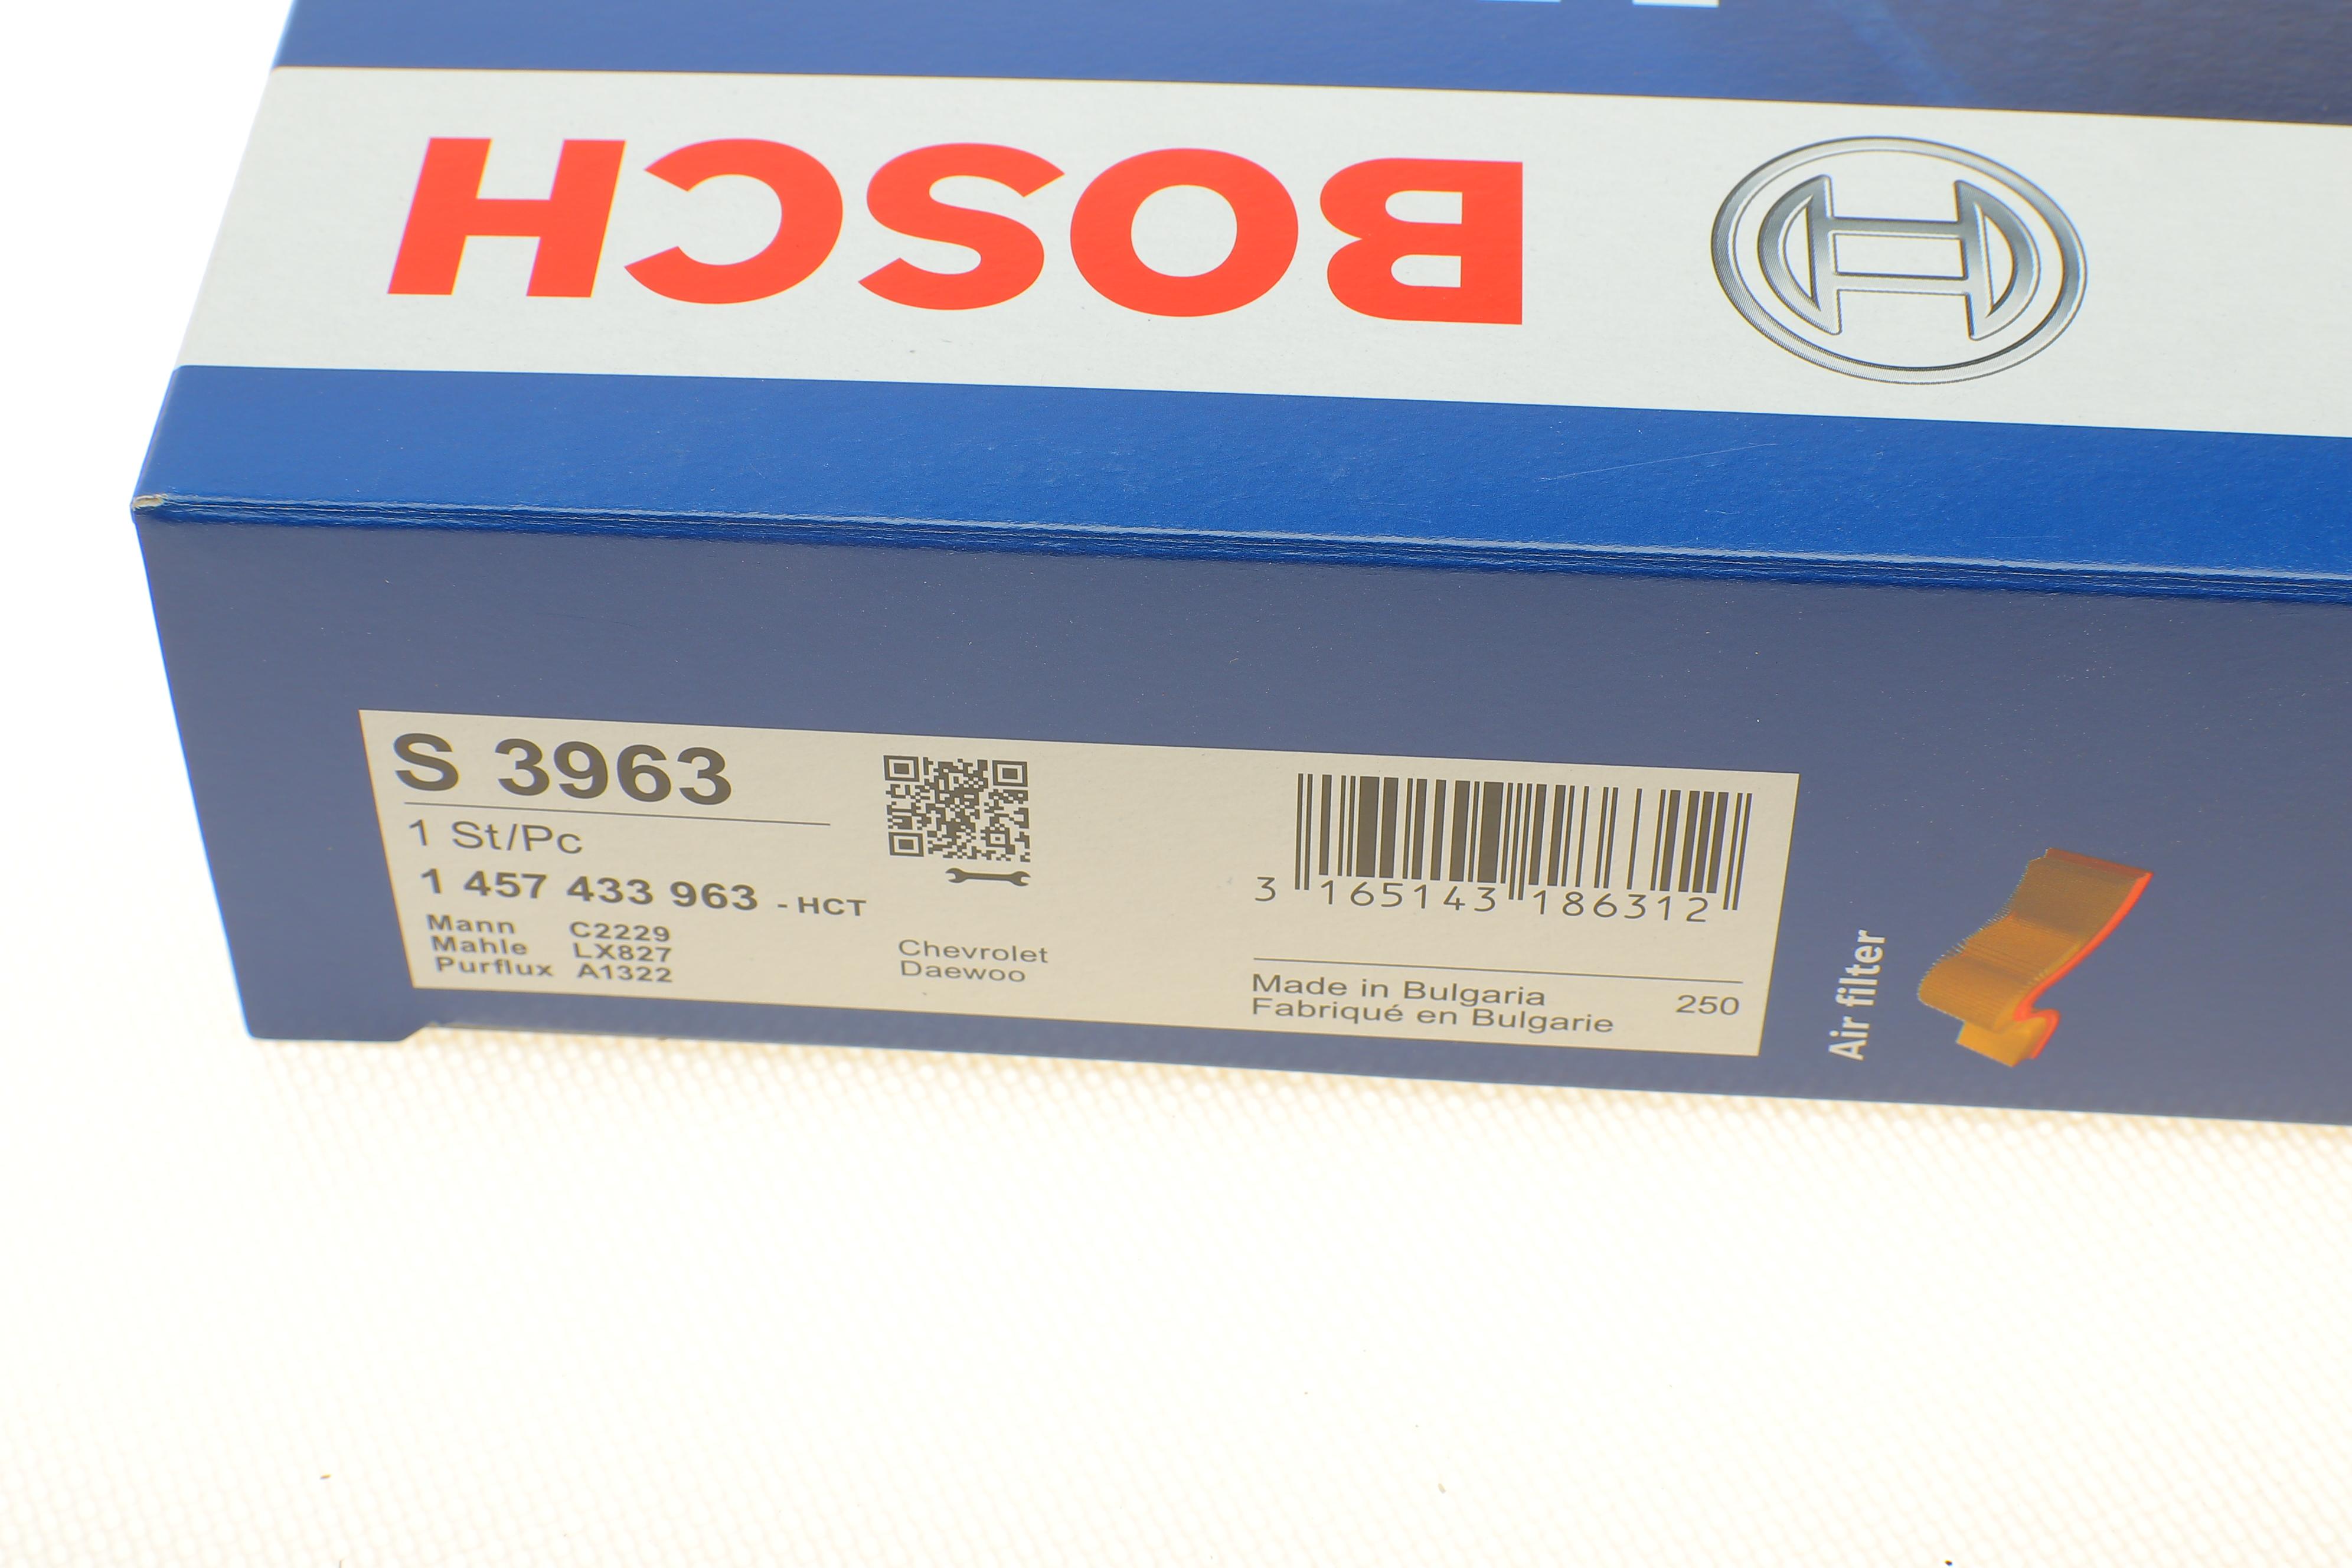 BOSCH
S 3963
1 St/Pc
1 457 433 963 - HCT
Mann C2229
Mahle LX827
Purflux A1322
Chevrolet
Daewoo
3 165143 186312
Made in Bulgaria
Fabriqué en Bulgarie
250
Air filter